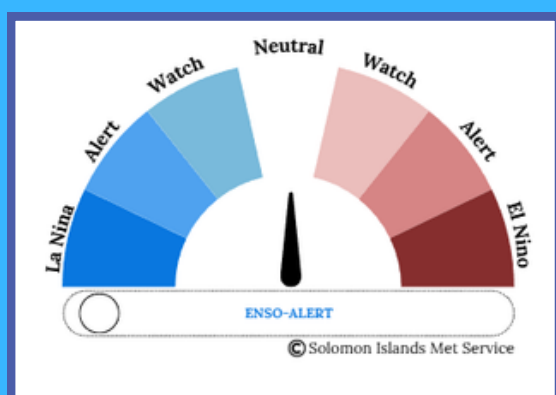 Neutral
Watch
Watch
Alert
Alert
La Nina
El Nino
ENSO-ALERT
© Solomon Islands Met Service